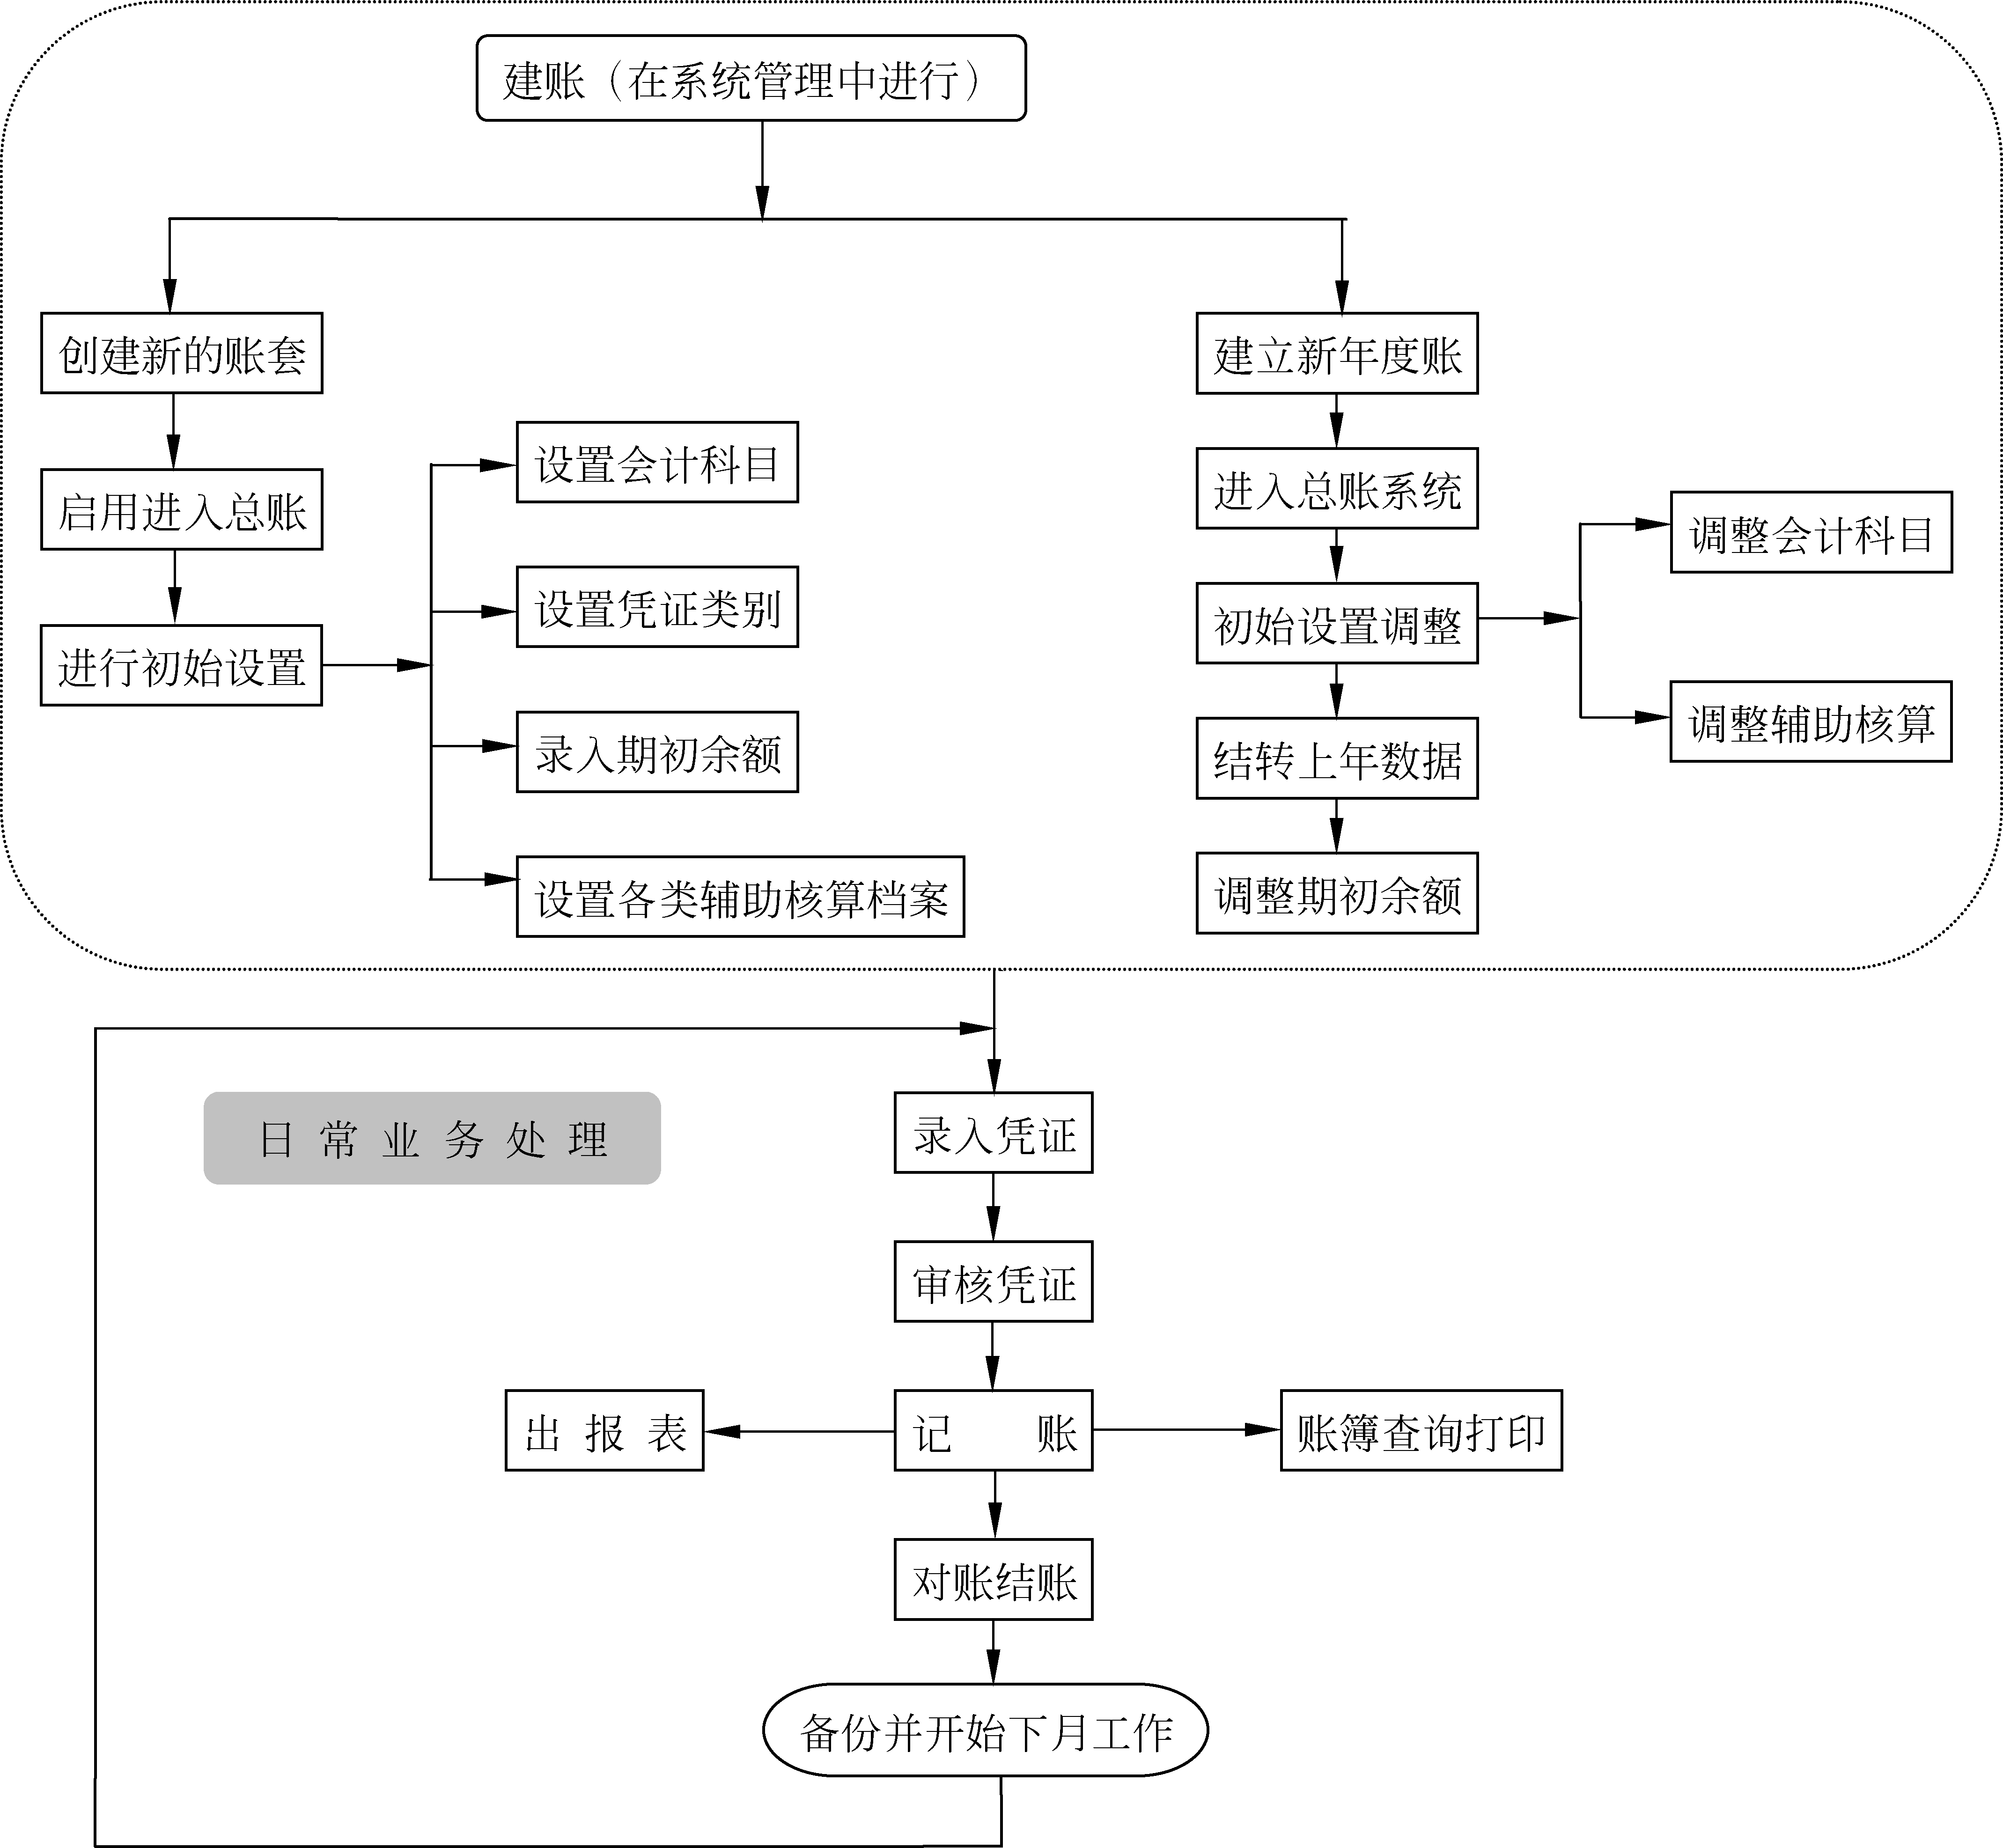 建账（在系统管理中进行）
创建新的账套
启用进入总账
进行初始设置
设置会计科目
设置凭证类别
录入期初余额
设置各类辅助核算档案
建立新年度账
进入总账系统
初始设置调整
结转上年数据
调整期初余额
调整会计科目
调整辅助核算
日常业务处理
录入凭证
审核凭证
出报表
记账
账簿查询打印
对账结账
备份并开始下月工作